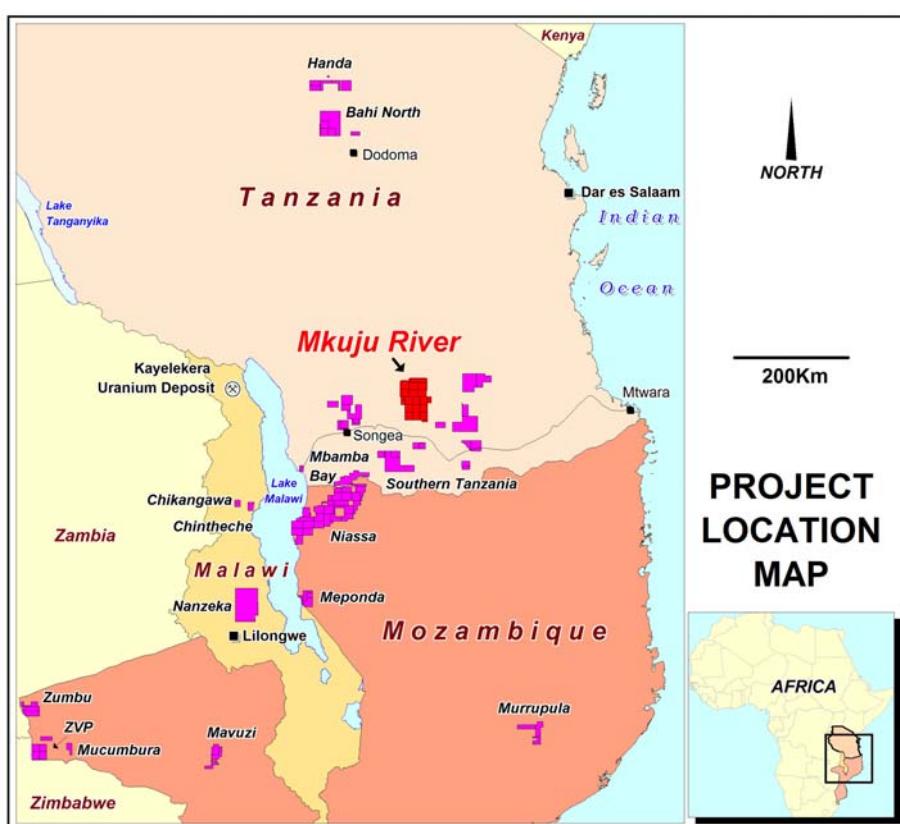 Kenya
Handa
Bahi North
Dodoma
Tanzania
Dar es Salaam
Lake
Tanganyika
Indian
Ocean
NORTH
Mkuju River
200Km
Kayelekera
Uranium Deposit
Mtwara
Songea
Mbamba
Bay
Southern Tanzania
Lake
Malawi
Chikangawa
Chintheche
Niassa
Zambia
Malawi
Nanzeka
Meponda
Lilongwe
Mozambique
PROJECT
LOCATION
MAP
AFRICA
Zumbu
ZVP
Mucumbura
Mavuzi
Murrupula
Zimbabwe